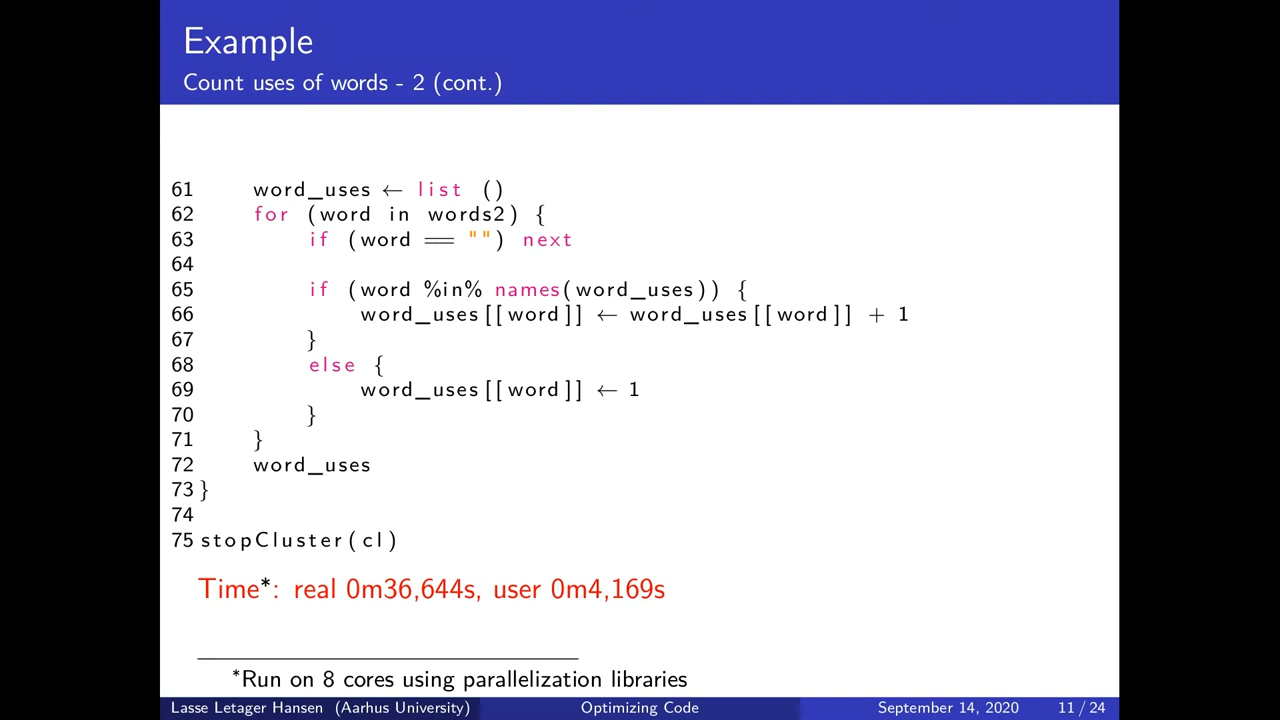 Example
Count uses of words - 2 (cont.)
61 word_uses ← list ()
62 for (word in words2) {
63 if (word == "") next
64
65 if (word %in% names(word_uses)) {
66 word_uses[[word]] ← word_uses[[word]] + 1
67 }
68 else {
69 word_uses[[word]] ← 1
70 }
71 }
72 word_uses
73 }
74
75 stopCluster(cl)
Time*: real 0m36,644s, user 0m4,169s
*Run on 8 cores using parallelization libraries
Lasse Letager Hansen (Aarhus University) Optimizing Code September 14, 2020 11 / 24